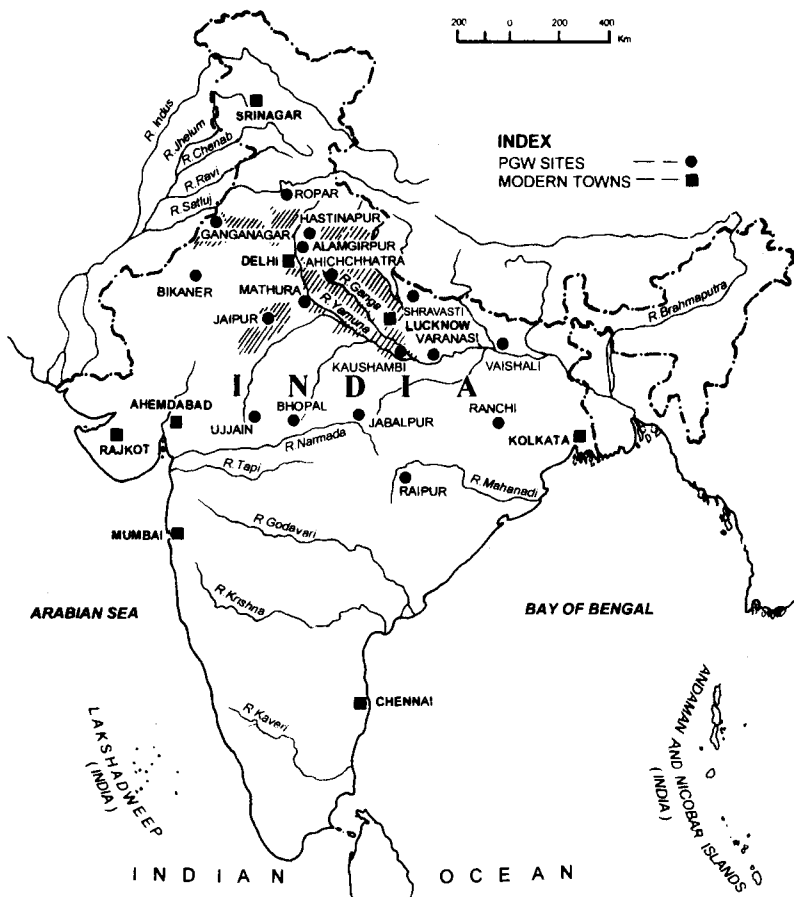 200 0 200 400
Km
INDEX
PGW SITES
MODERN TOWNS
R.Indus
R.Jhelum
R.Chenab
R.Ravi
R.Satluj
SRINAGAR
ROPAR
HASTINAPUR
GANGANAGAR
ALAMGIRPUR
DELHI
AHICHCHHATRA
BIKANER
MATHURA
R.Ganga
R.Yamuna
SHRAVASTI
R.Brahmaputra
JAIPUR
LUCKNOW
VARANASI
KAUSHAMBI
VAISHALI
I N D I A
AHEMDABAD
UJJAIN
BHOPAL
JABALPUR
RANCHI
KOLKATA
RAJKOT
R.Narmada
R.Tapi
RAIPUR
R.Mahanadi
MUMBAI
R.Godavari
R.Krishna
ARABIAN SEA
BAY OF BENGAL
CHENNAI
R.Kaveri
LAKSHADWEEP
(INDIA)
ANDAMAN AND NICOBAR ISLANDS
(INDIA)
INDIAN OCEAN